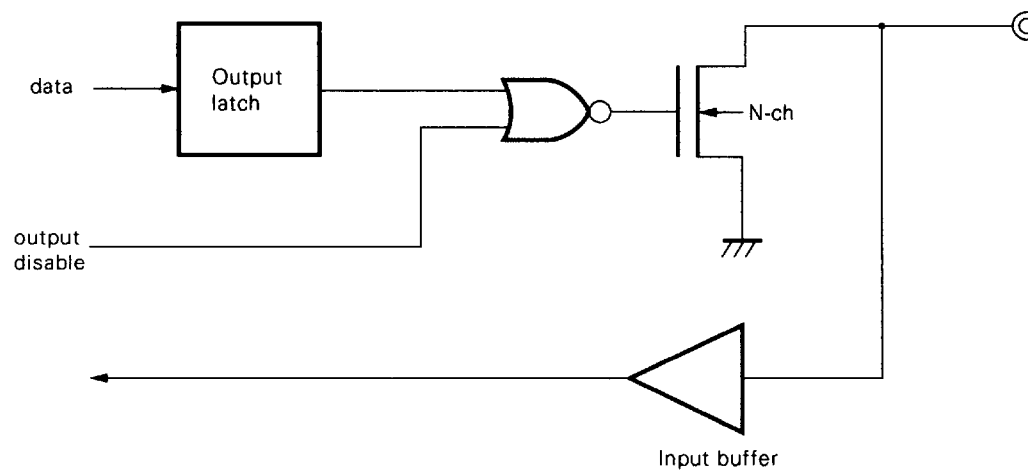 data
Output
latch
N-ch
output
disable
Input buffer